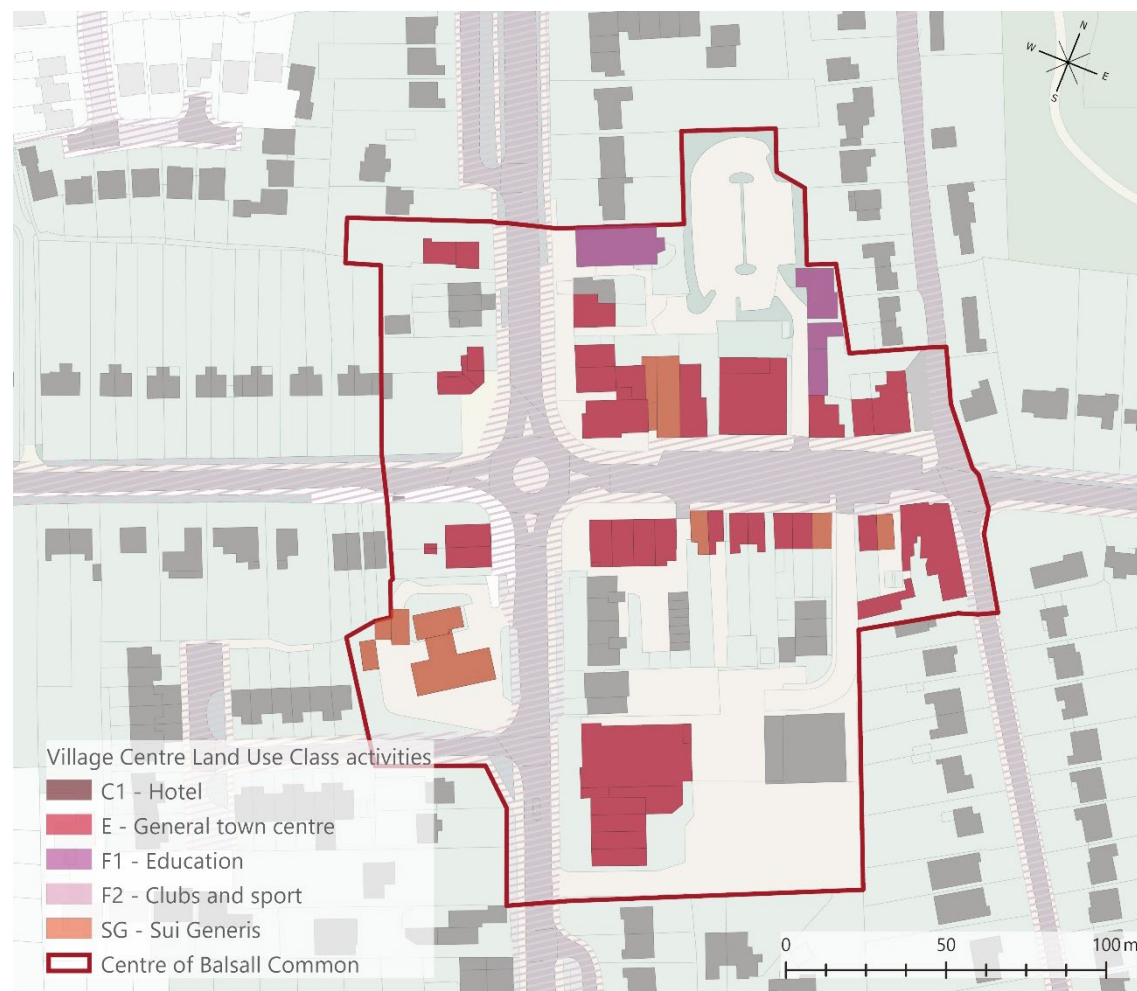 N
W
E
S
Village Centre Land Use Class activities
C1 - Hotel
E - General town centre
F1 - Education
F2 - Clubs and sport
SG - Sui Generis
Centre of Balsall Common
0 50 100 m